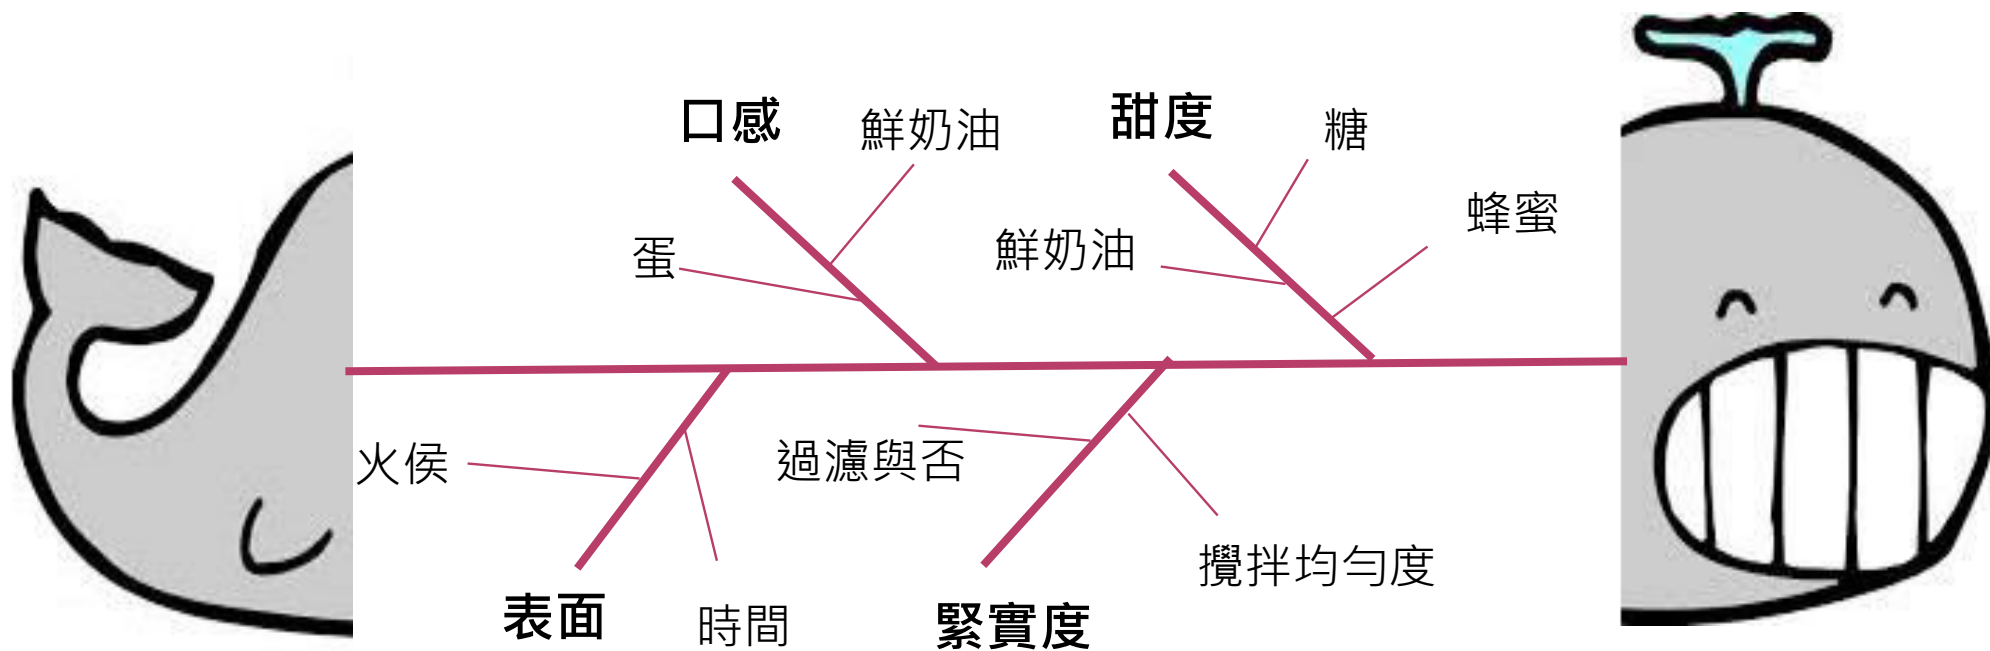 口感
鮮奶油
蛋
甜度
糖
鮮奶油
蜂蜜
火侯
時間
表面
過濾與否
攪拌均勻度
緊實度